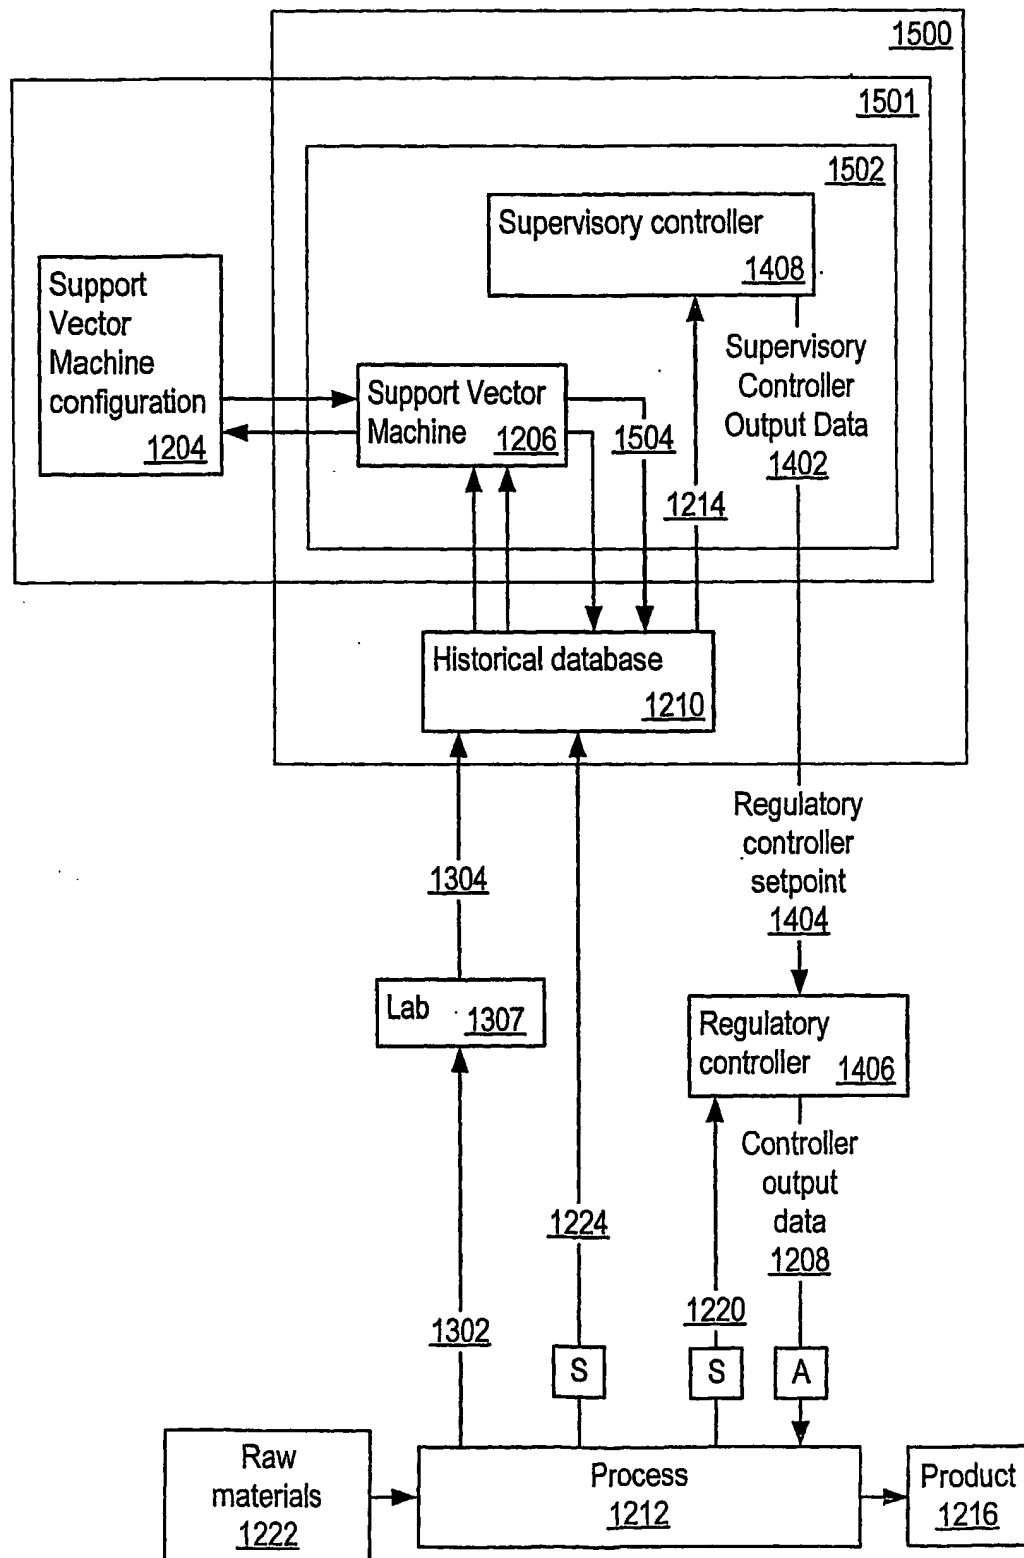 1500
1501
1502
Supervisory controller
1408
Support
Vector
Machine
configuration
1204
Supervisory
Controller
Output Data
1402
Support Vector
Machine
1206
1504
1214
Historical database
1210
Regulatory
controller
setpoint
1404
1304
Lab
1307
Regulatory
controller
1406
Controller
output
data
1208
1224
1220
1302
S
S
A
Raw
materials
1222
Process
1212
Product
1216